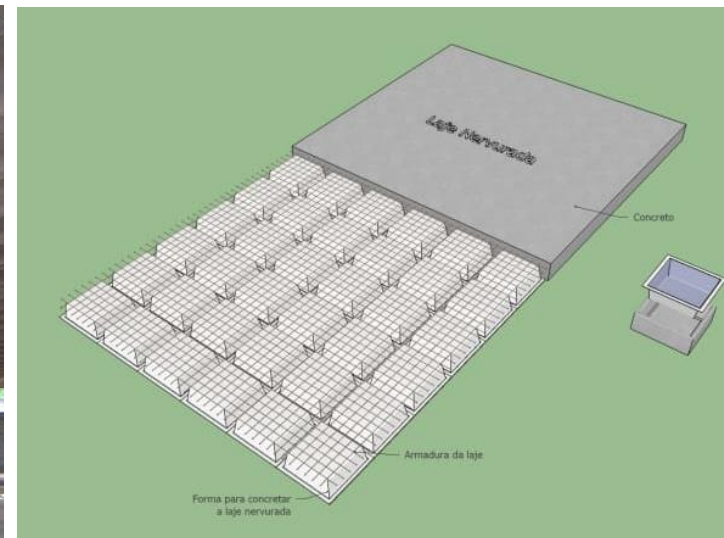 Laje Nervurada
Concreto
Armadura da laje
Forma para concretar
a laje nervurada